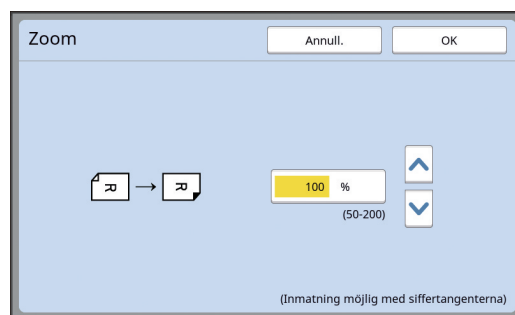 Zoom
Annull.
OK
R → R
100 %
(50-200)
(Inmatning möjlig med siffertangenterna)